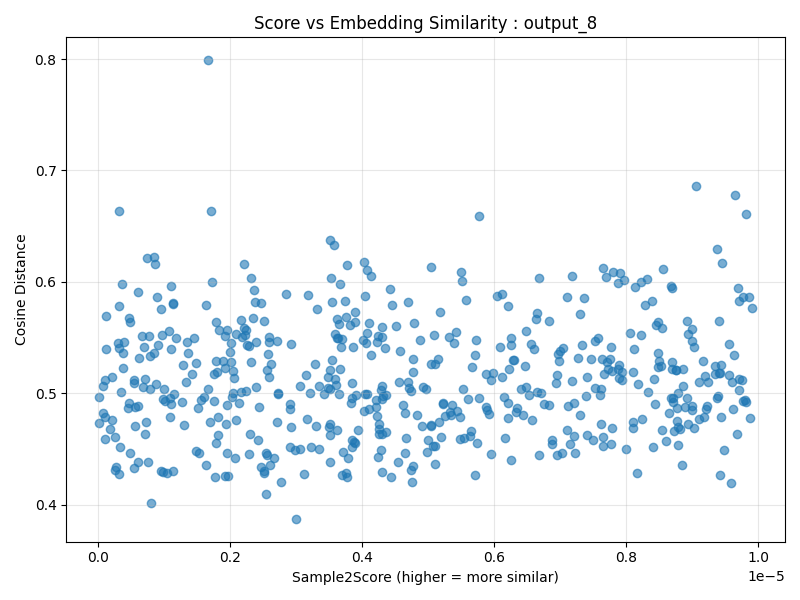 Score vs Embedding Similarity : output_8
0.8
0.7
0.6
0.5
0.4
Cosine Distance
0.0 0.2 0.4 0.6 0.8 1.0
1e−5
Sample2Score (higher = more similar)